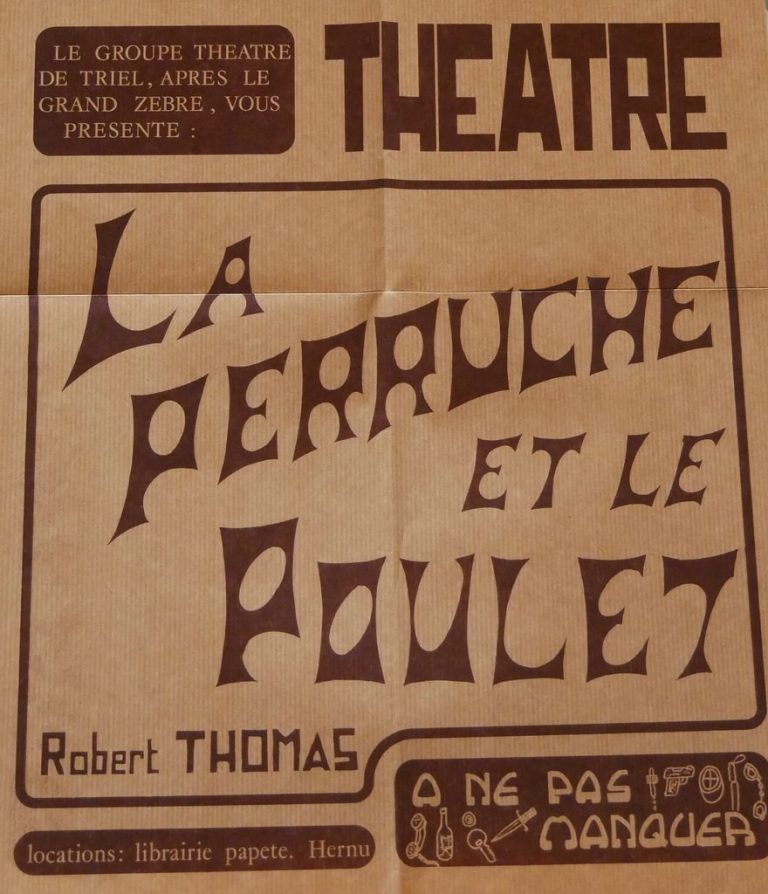 LE GROUPE THEATRE
DE TRIEL, APRES LE
GRAND ZEBRE, VOUS
PRESENTE :
THEATRE
LA
PERRUCHE
ET LE
POULET
Robert THOMAS
A NE PAS
MANQUER
locations: librairie papete. Hernu